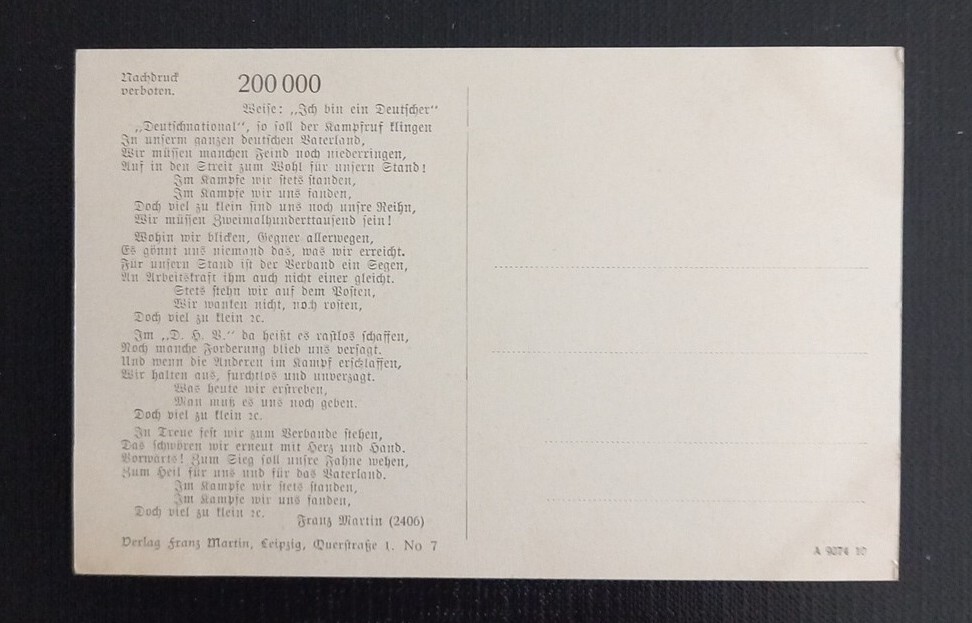 Nachdruck
verboten.
200 000
Weise: „Ich bin ein Deutscher“
„Deutschnational“, so soll der Kampfruf klingen
In unserm ganzen deutschen Vaterland,
Wir müssen manchen Feind noch niederringen,
Auf in den Streit zum Wohl für unsern Stand!
Im Kampfe wir stets standen,
Im Kampfe wir uns fanden,
Doch viel zu klein sind uns noch unsre Reihn,
Wir müssen Zweimalhunderttausend sein!
Wohin wir blicken, Gegner allerwegen,
Es gönnt uns niemand das, was wir erreicht.
Für unsern Stand ist der Verband ein Segen,
An Arbeitskraft ihm auch nicht einer gleicht.
Stets stehn wir auf dem Posten,
Wir wanken nicht, noch rosten,
Doch viel zu klein ꝛc.
Im „D. H. V.“ da heißt es rastlos schaffen,
Noch manche Forderung blieb uns versagt.
Und wenn die Anderen im Kampf erschlaffen,
Wir halten aus, furchtlos und unverzagt.
Was heute wir erstreben,
Man muß es uns noch geben.
Doch viel zu klein ꝛc.
In Treue fest wir zum Verbande stehen,
Das schwören wir erneut mit Herz und Hand.
Vorwärts! Zum Sieg soll unsre Fahne wehen,
Zum Heil für uns und für das Vaterland.
Im Kampfe wir stets standen,
Im Kampfe wir uns fanden,
Doch viel zu klein ꝛc.
Franz Martin (2406)
Verlag Franz Martin, Leipzig, Querstraße 1. No 7
A 9074 10